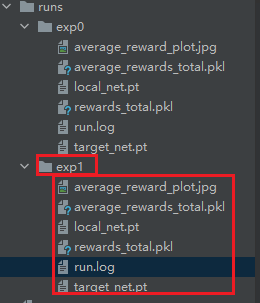 runs
exp0
average_reward_plot.jpg
average_rewards_total.pkl
local_net.pt
rewards_total.pkl
run.log
target_net.pt
exp1
average_reward_plot.jpg
average_rewards_total.pkl
local_net.pt
rewards_total.pkl
run.log
target_net.pt